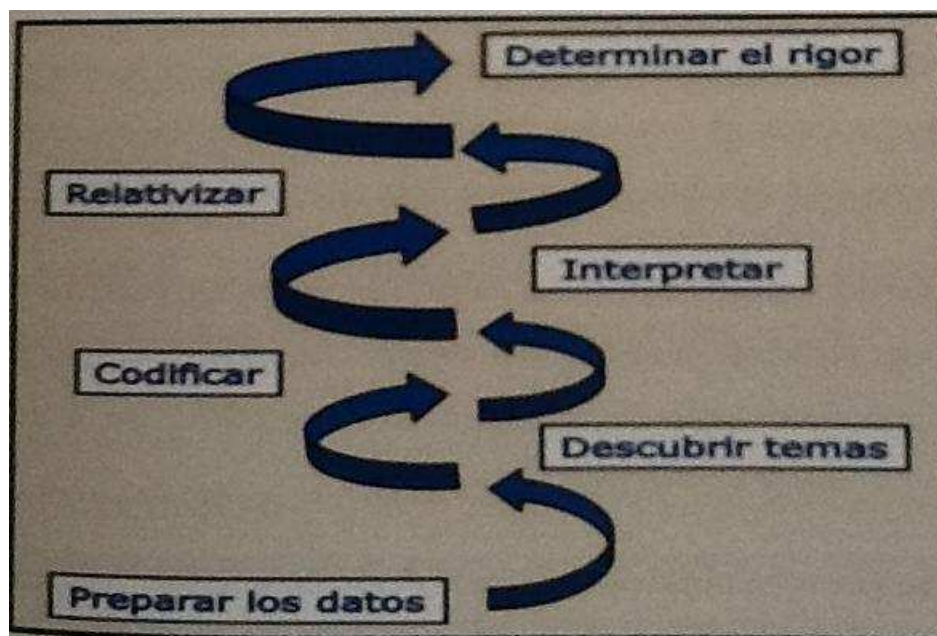 Determinar el rigor
Relativizar
Interpretar
Codificar
Descubrir temas
Preparar los datos